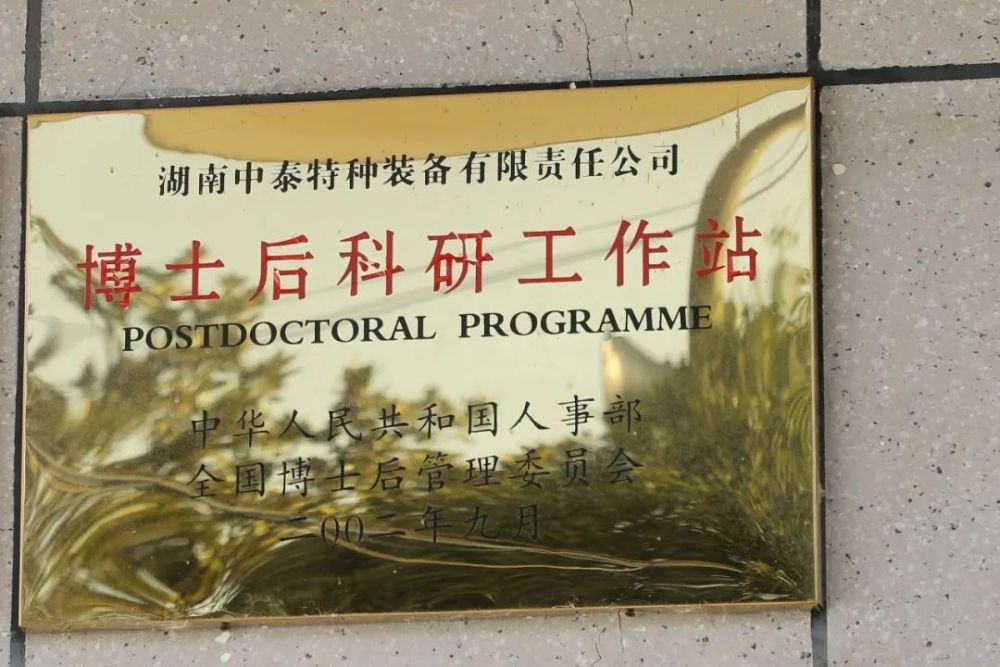 湖南中泰特种装备有限责任公司
博士后科研工作站
POSTDOCTORAL PROGRAMME
中华人民共和国人事部
全国博士后管理委员会
二00二年九月